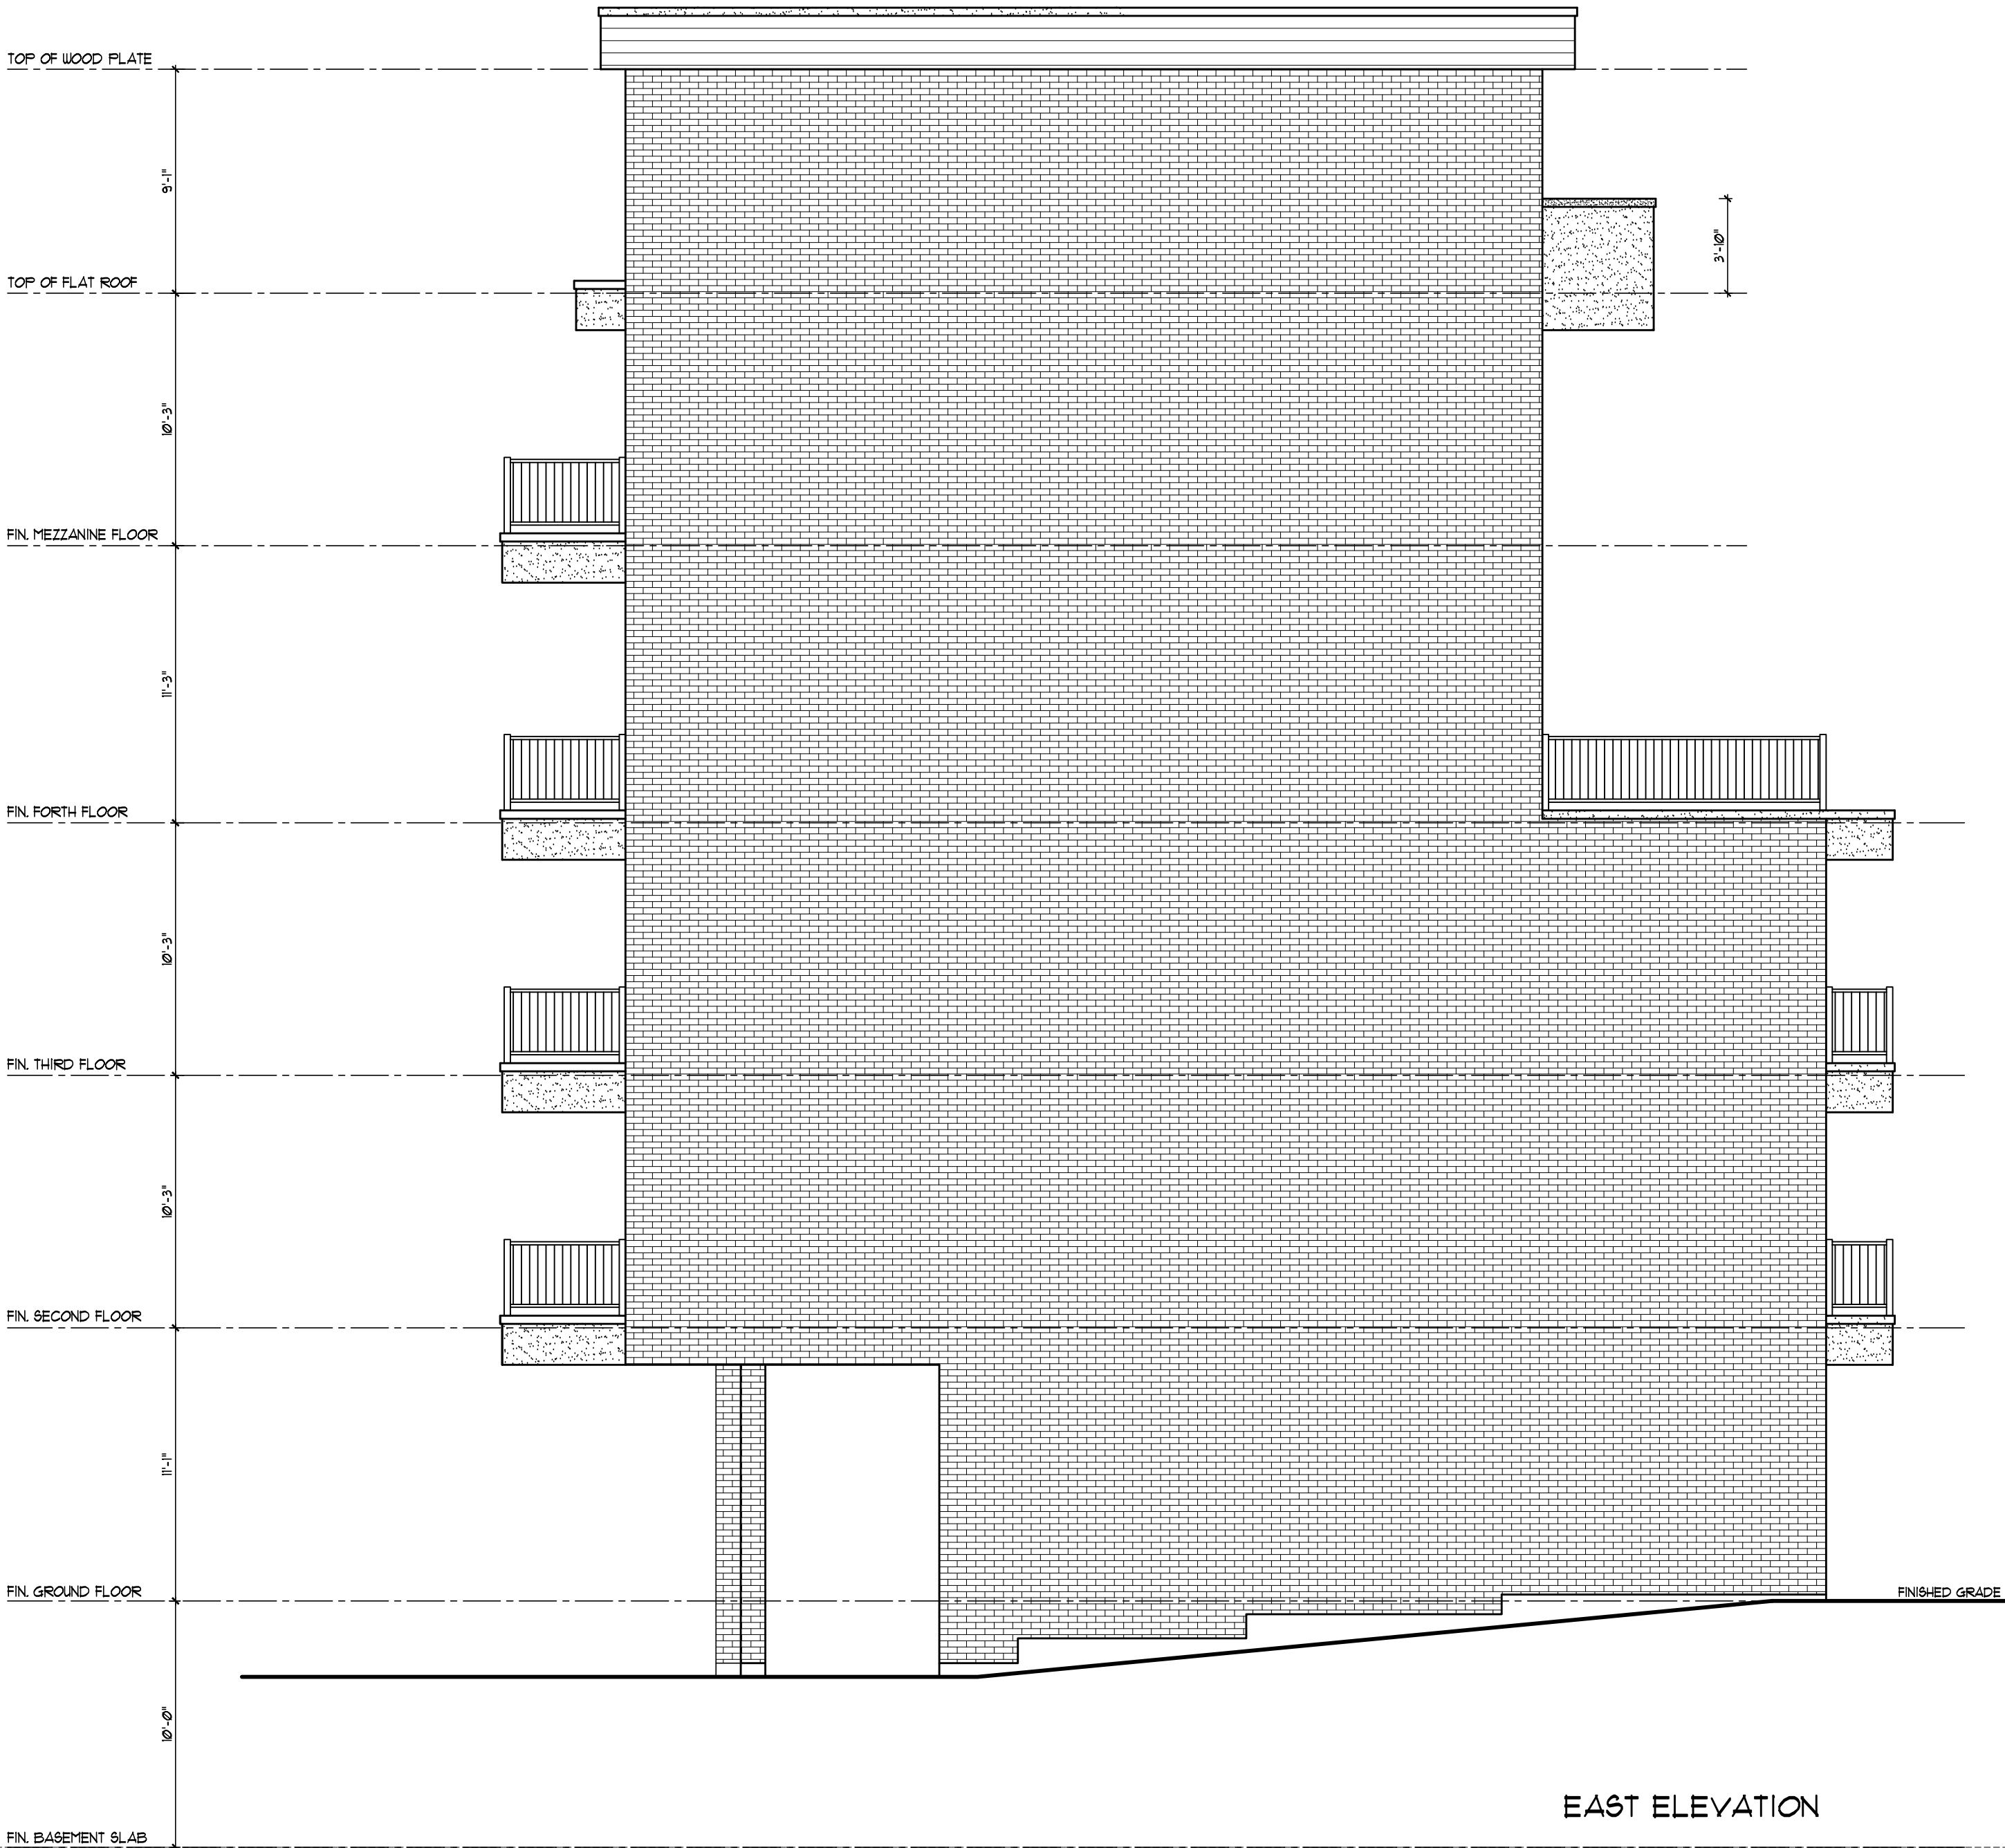 TOP OF WOOD PLATE
9'-1"
3'-10"
TOP OF FLAT ROOF
10'-3"
FIN. MEZZANINE FLOOR
11'-3"
FIN. FORTH FLOOR
10'-3"
FIN. THIRD FLOOR
10'-3"
FIN. SECOND FLOOR
11'-1"
FIN. GROUND FLOOR
FINISHED GRADE
10'-0"
EAST ELEVATION
FIN. BASEMENT SLAB